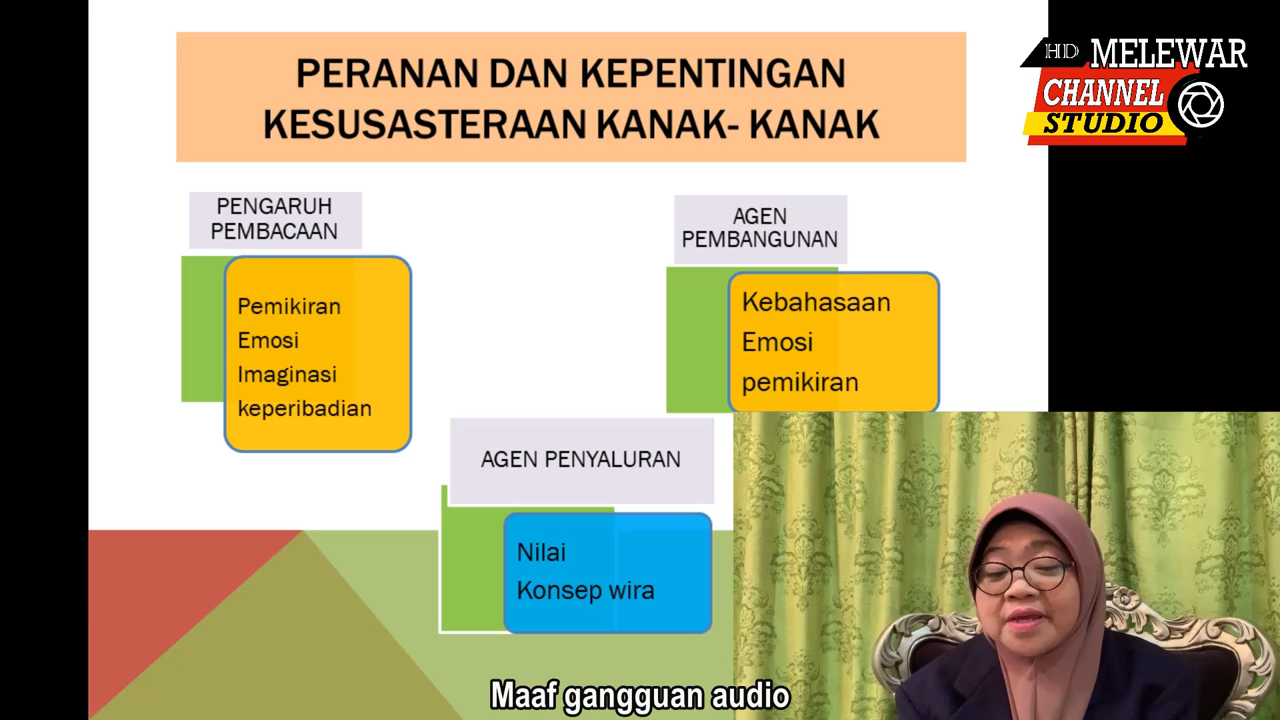 PERANAN DAN KEPENTINGAN
KESUSASTERAAN KANAK- KANAK
HD MELEWAR
CHANNEL
STUDIO
PENGARUH
PEMBACAAN
Pemikiran
Emosi
Imaginasi
keperibadian
AGEN
PEMBANGUNAN
Kebahasaan
Emosi
pemikiran
AGEN PENYALURAN
Nilai
Konsep wira
Maaf gangguan audio